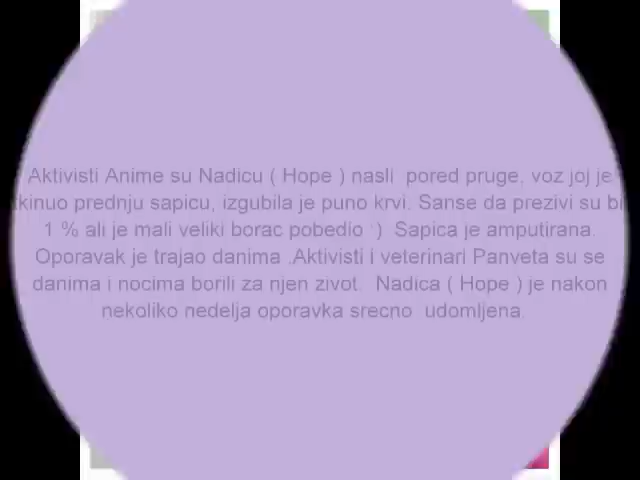 Aktivisti Anime su Nadicu ( Hope ) nasli pored pruge, voz joj je
tkinuo prednju sapicu, izgubila je puno krvi. Sanse da prezivi su bi
1 % ali je mali veliki borac pobedio :) Sapica je amputirana.
Oporavak je trajao danima .Aktivisti i veterinari Panveta su se
danima i nocima borili za njen zivot. Nadica ( Hope ) je nakon
nekoliko nedelja oporavka srecno udomljena.